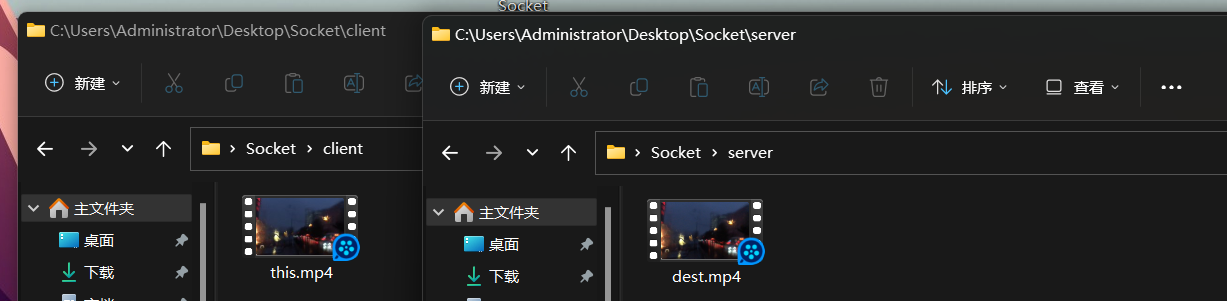 Socket
C:\Users\Administrator\Desktop\Socket\client
新建
Socket
client
主文件夹
桌面
下载
this.mp4
C:\Users\Administrator\Desktop\Socket\server
新建
排序
查看
Socket
server
主文件夹
桌面
下载
dest.mp4